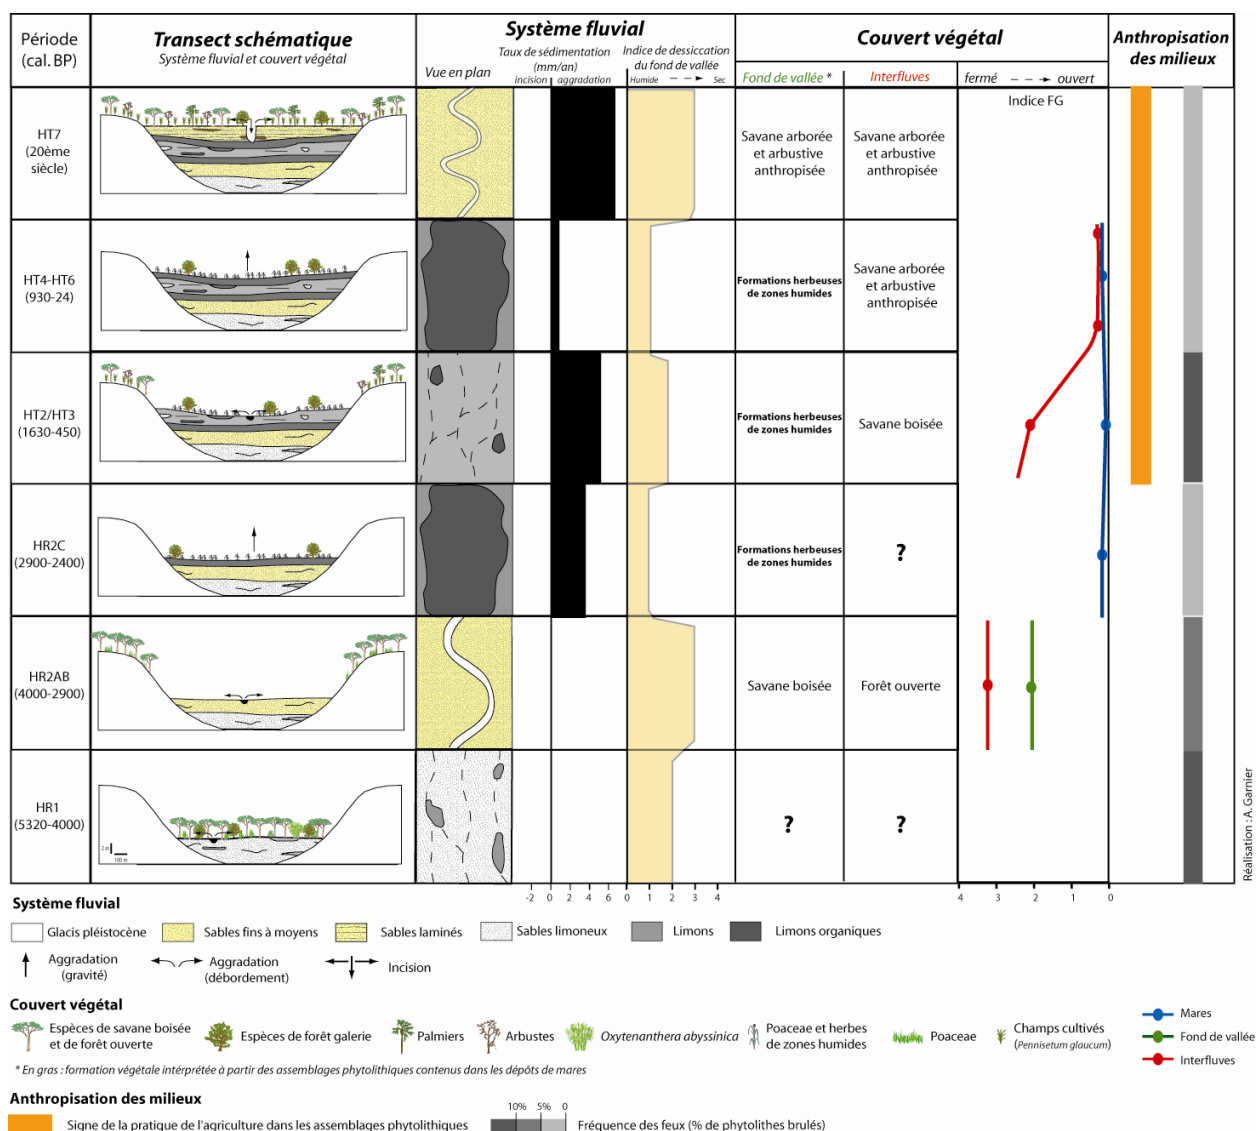 Période
(cal. BP)
Transect schématique
Système fluvial et couvert végétal
Système fluvial
Vue en plan
Taux de sédimentation
(mm/an)
incision
aggradation
Indice de dessiccation
du fond de vallée
Humide
Sec
Couvert végétal
Fond de vallée *
Interfluves
fermé
ouvert
Anthropisation
des milieux
Indice FG
HT7
(20ème
siècle)
Savane arborée
et arbustive
anthropisée
Savane arborée
et arbustive
anthropisée
HT4-HT6
(930-24)
Formations herbeuses
de zones humides
Savane arborée
et arbustive
anthropisée
HT2/HT3
(1630-450)
Formations herbeuses
de zones humides
Savane boisée
HR2C
(2900-2400)
Formations herbeuses
de zones humides
?
HR2AB
(4000-2900)
Savane boisée
Forêt ouverte
HR1
(5320-4000)
2 m
100 m
?
?
Réalisation : A. Garnier
-2 0 2 4 6 0 1 2 3 4 4 3 2 1 0
Système fluvial
Glacis pléistocène
Sables fins à moyens
Sables laminés
Sables limoneux
Limons
Limons organiques
Aggradation
(gravité)
Aggradation
(débordement)
Incision
Couvert végétal
Espèces de savane boisée
et de forêt ouverte
Espèces de forêt galerie
Palmiers
Arbustes
Oxytenanthera abyssinica
Poaceae et herbes
de zones humides
Poaceae
Champs cultivés
(Pennisetum glaucum)
Mares
Fond de vallée
Interfluves
* En gras : formation végétale intérprétée à partir des assemblages phytolithiques contenus dans les dépôts de mares
Anthropisation des milieux
Signe de la pratique de l'agriculture dans les assemblages phytolithiques
10% 5% 0
Fréquence des feux (% de phytolithes brulés)